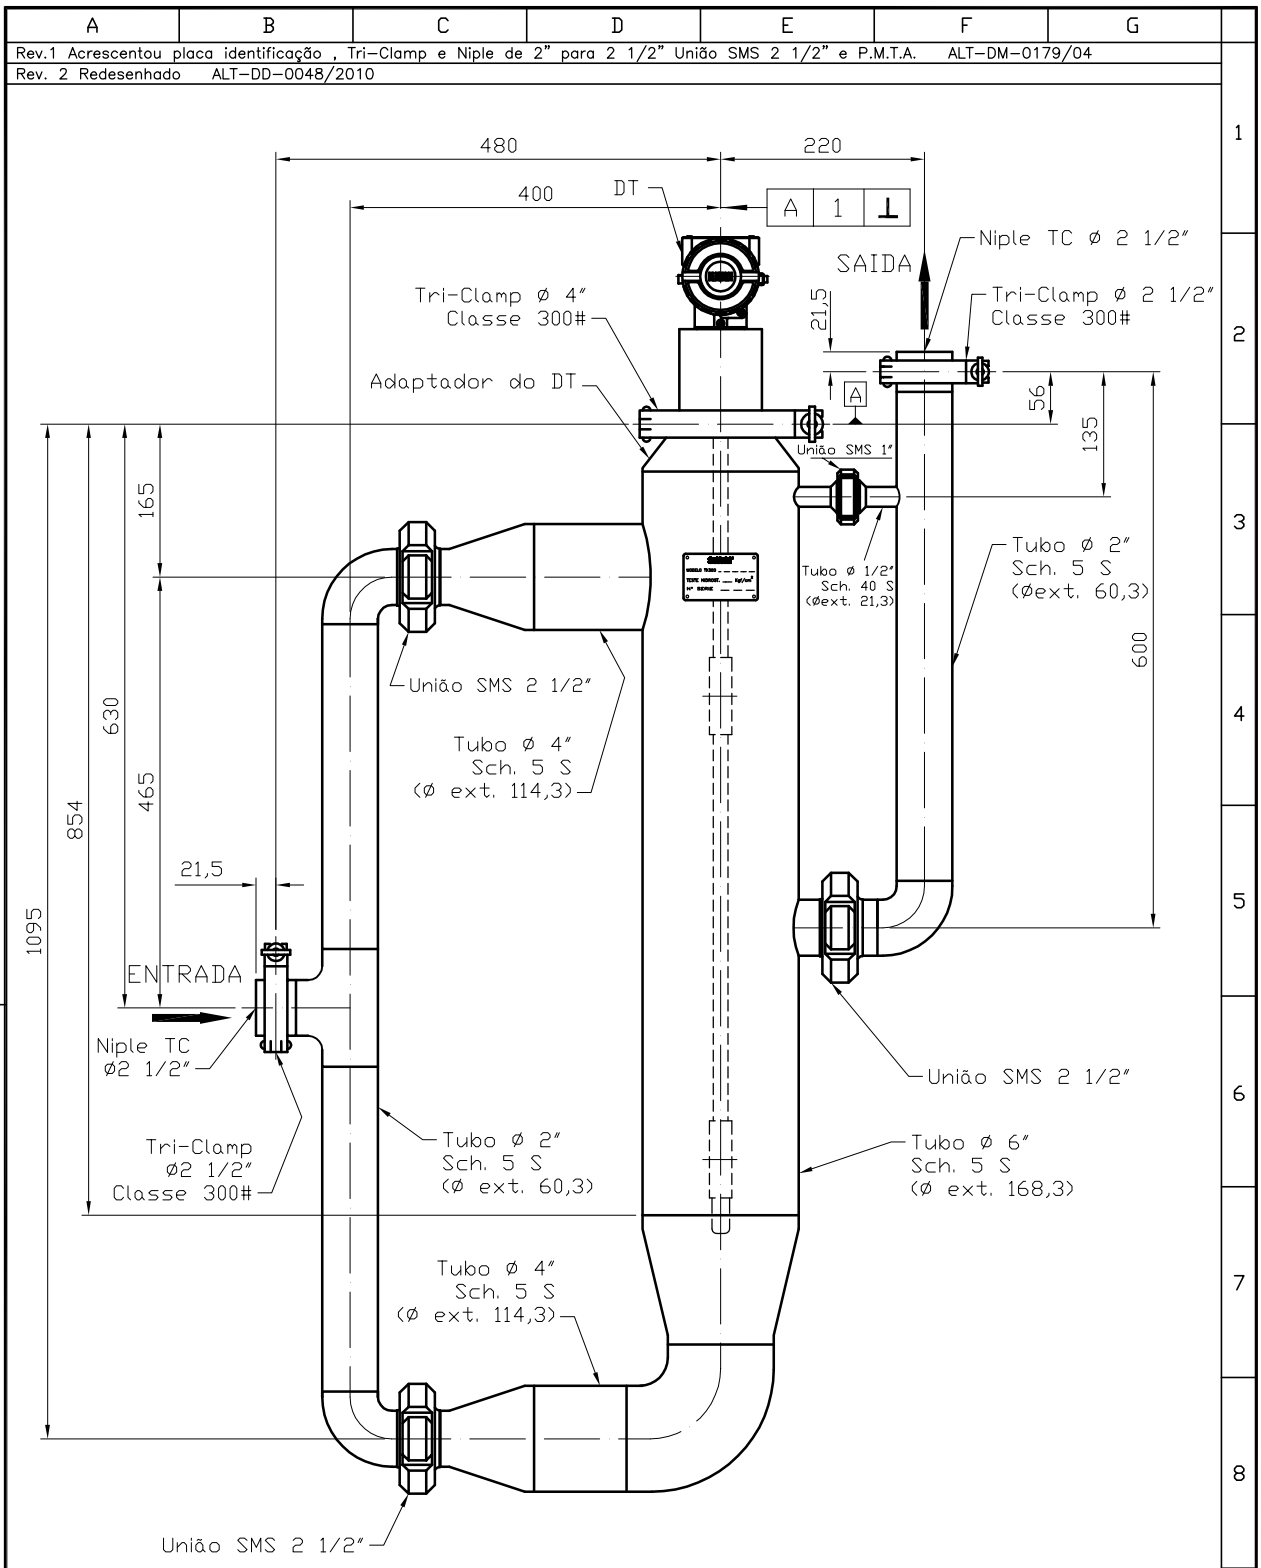 A B C D E F G
Rev.1 Acrescentou placa identificação , Tri-Clamp e Niple de 2" para 2 1/2" União SMS 2 1/2" e P.M.T.A. ALT-DM-0179/04
Rev. 2 Redesenhado ALT-DD-0048/2010
1
480
220
400
DT
A 1 ⊥
Niple TC Ø 2 1/2"
SAIDA
Tri-Clamp Ø 4"
Classe 300#
21,5
Tri-Clamp Ø 2 1/2"
Classe 300#
2
Adaptador do DT
A
56
135
União SMS 1"
165
3
Tubo Ø 2"
Sch. 5 S
(Øext. 60,3)
Tubo Ø 1/2"
Sch. 40 S
(Øext. 21,3)
MODELO
TESTE HIDROST. Kgf/cm²
Nº SERIE
600
União SMS 2 1/2"
630
4
Tubo Ø 4"
Sch. 5 S
(Ø ext. 114,3)
465
854
21,5
5
1095
ENTRADA
Niple TC
Ø2 1/2"
União SMS 2 1/2"
6
Tri-Clamp
Ø2 1/2"
Classe 300#
Tubo Ø 2"
Sch. 5 S
(Ø ext. 60,3)
Tubo Ø 6"
Sch. 5 S
(Ø ext. 168,3)
Tubo Ø 4"
Sch. 5 S
(Ø ext. 114,3)
7
8
União SMS 2 1/2"